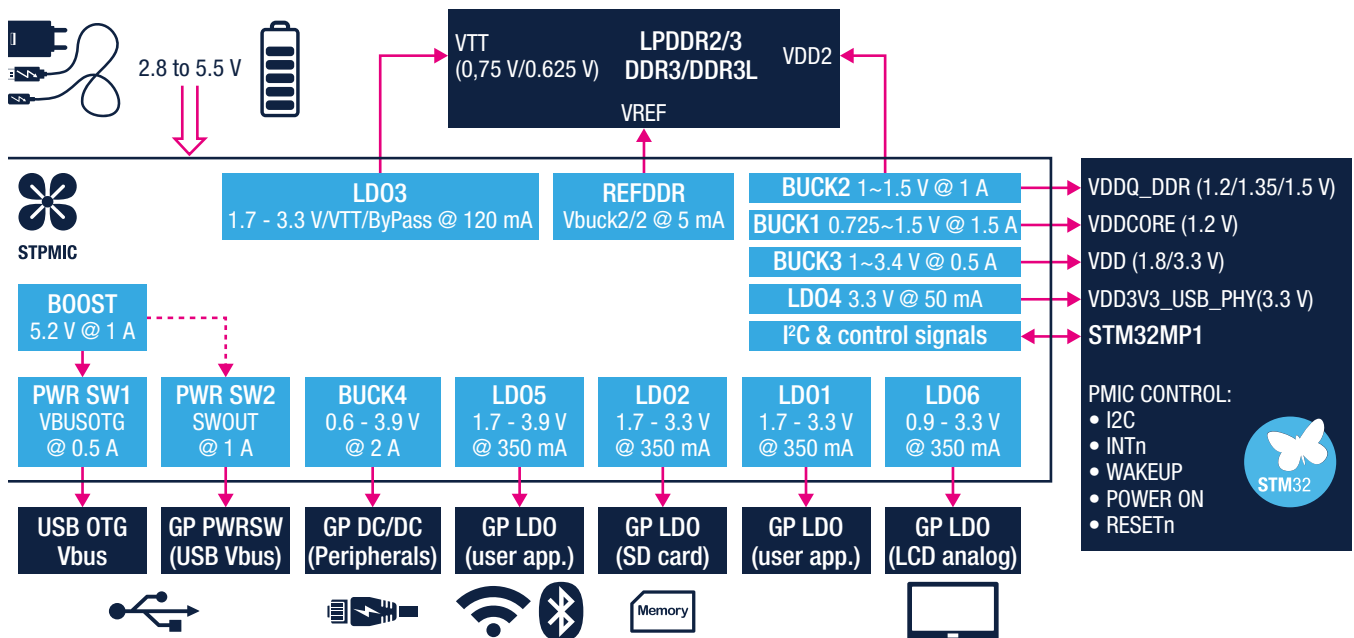 2.8 to 5.5 V
VTT
(0,75 V/0.625 V)
LPDDR2/3
DDR3/DDR3L
VDD2
VREF
STPMIC
LDO3
1.7 - 3.3 V/VTT/ByPass @ 120 mA
REFDDR
Vbuck2/2 @ 5 mA
BUCK2 1~1.5 V @ 1 A
BUCK1 0.725~1.5 V @ 1.5 A
BUCK3 1~3.4 V @ 0.5 A
LDO4 3.3 V @ 50 mA
I²C & control signals
VDDQ_DDR (1.2/1.35/1.5 V)
VDDCORE (1.2 V)
VDD (1.8/3.3 V)
VDD3V3_USB_PHY(3.3 V)
STM32MP1
PMIC CONTROL:
• I2C
• INTn
• WAKEUP
• POWER ON
• RESETn
STM32
BOOST
5.2 V @ 1 A
PWR SW1
VBUSOTG
@ 0.5 A
PWR SW2
SWOUT
@ 1 A
BUCK4
0.6 - 3.9 V
@ 2 A
LDO5
1.7 - 3.9 V
@ 350 mA
LDO2
1.7 - 3.3 V
@ 350 mA
LDO1
1.7 - 3.3 V
@ 350 mA
LDO6
0.9 - 3.3 V
@ 350 mA
USB OTG
Vbus
GP PWRSW
(USB Vbus)
GP DC/DC
(Peripherals)
GP LDO
(user app.)
GP LDO
(SD card)
GP LDO
(user app.)
GP LDO
(LCD analog)
Memory